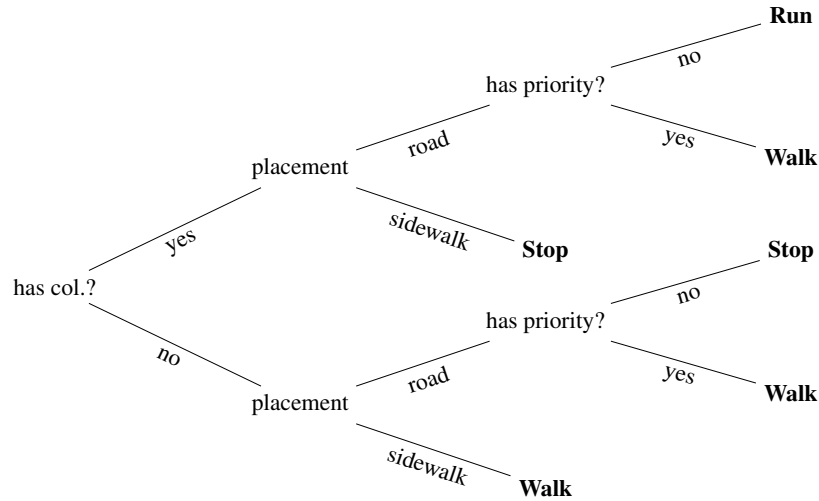 Run
no
has priority?
road
yes
placement
Walk
sidewalk
yes
Stop
Stop
has col.?
no
has priority?
no
road
yes
placement
Walk
sidewalk
Walk